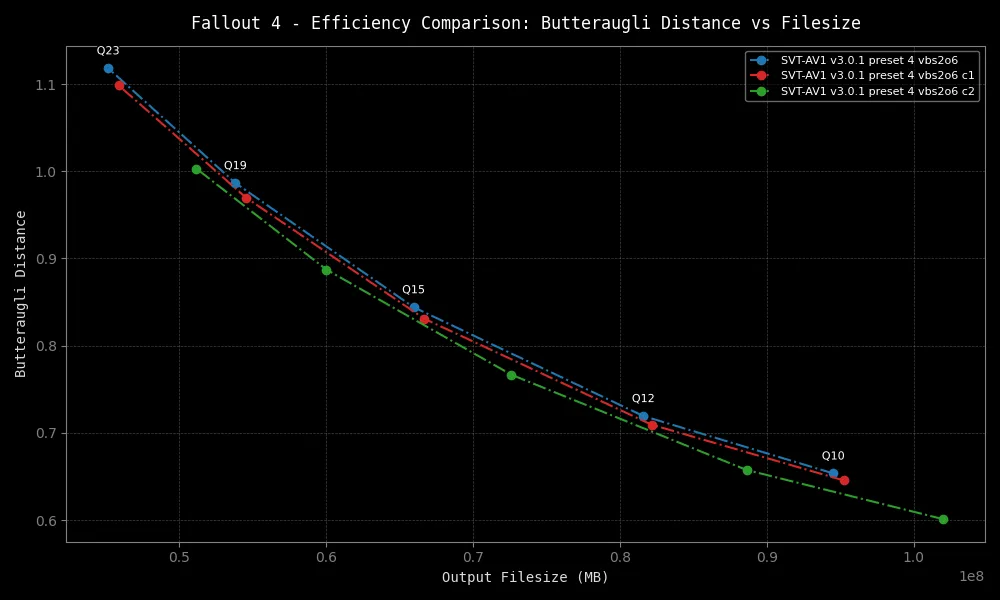 Fallout 4 - Efficiency Comparison: Butteraugli Distance vs Filesize
SVT-AV1 v3.0.1 preset 4 vbs2o6
SVT-AV1 v3.0.1 preset 4 vbs2o6 c1
SVT-AV1 v3.0.1 preset 4 vbs2o6 c2
Q23
Q19
Q15
Q12
Q10
Butteraugli Distance
1.1
1.0
0.9
0.8
0.7
0.6
0.5
0.6
0.7
0.8
0.9
1.0
1e8
Output Filesize (MB)